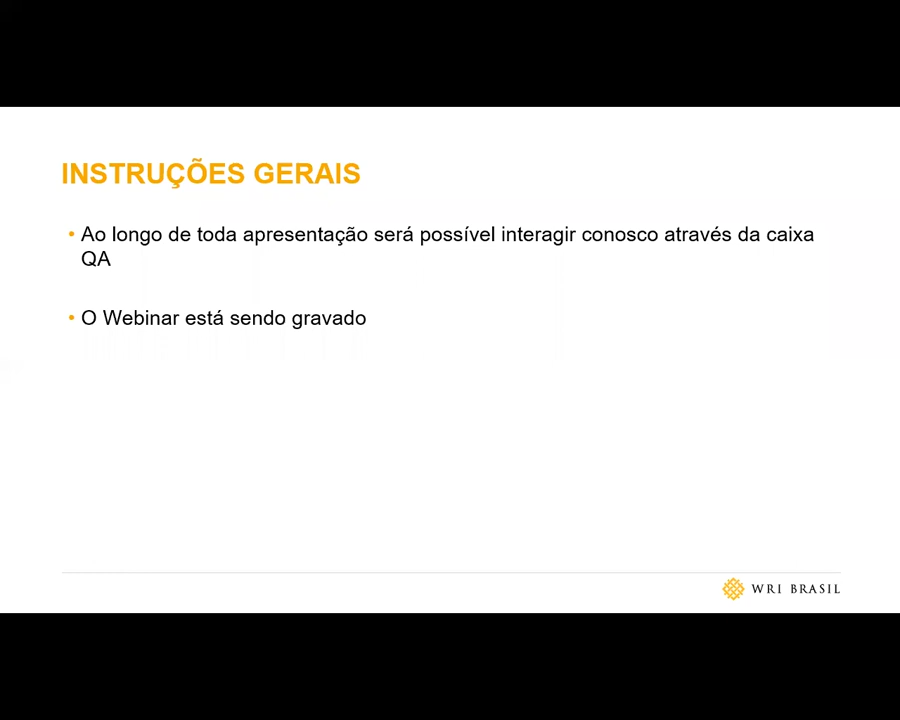 INSTRUÇÕES GERAIS
• Ao longo de toda apresentação será possível interagir conosco através da caixa
QA
• O Webinar está sendo gravado
WRI BRASIL